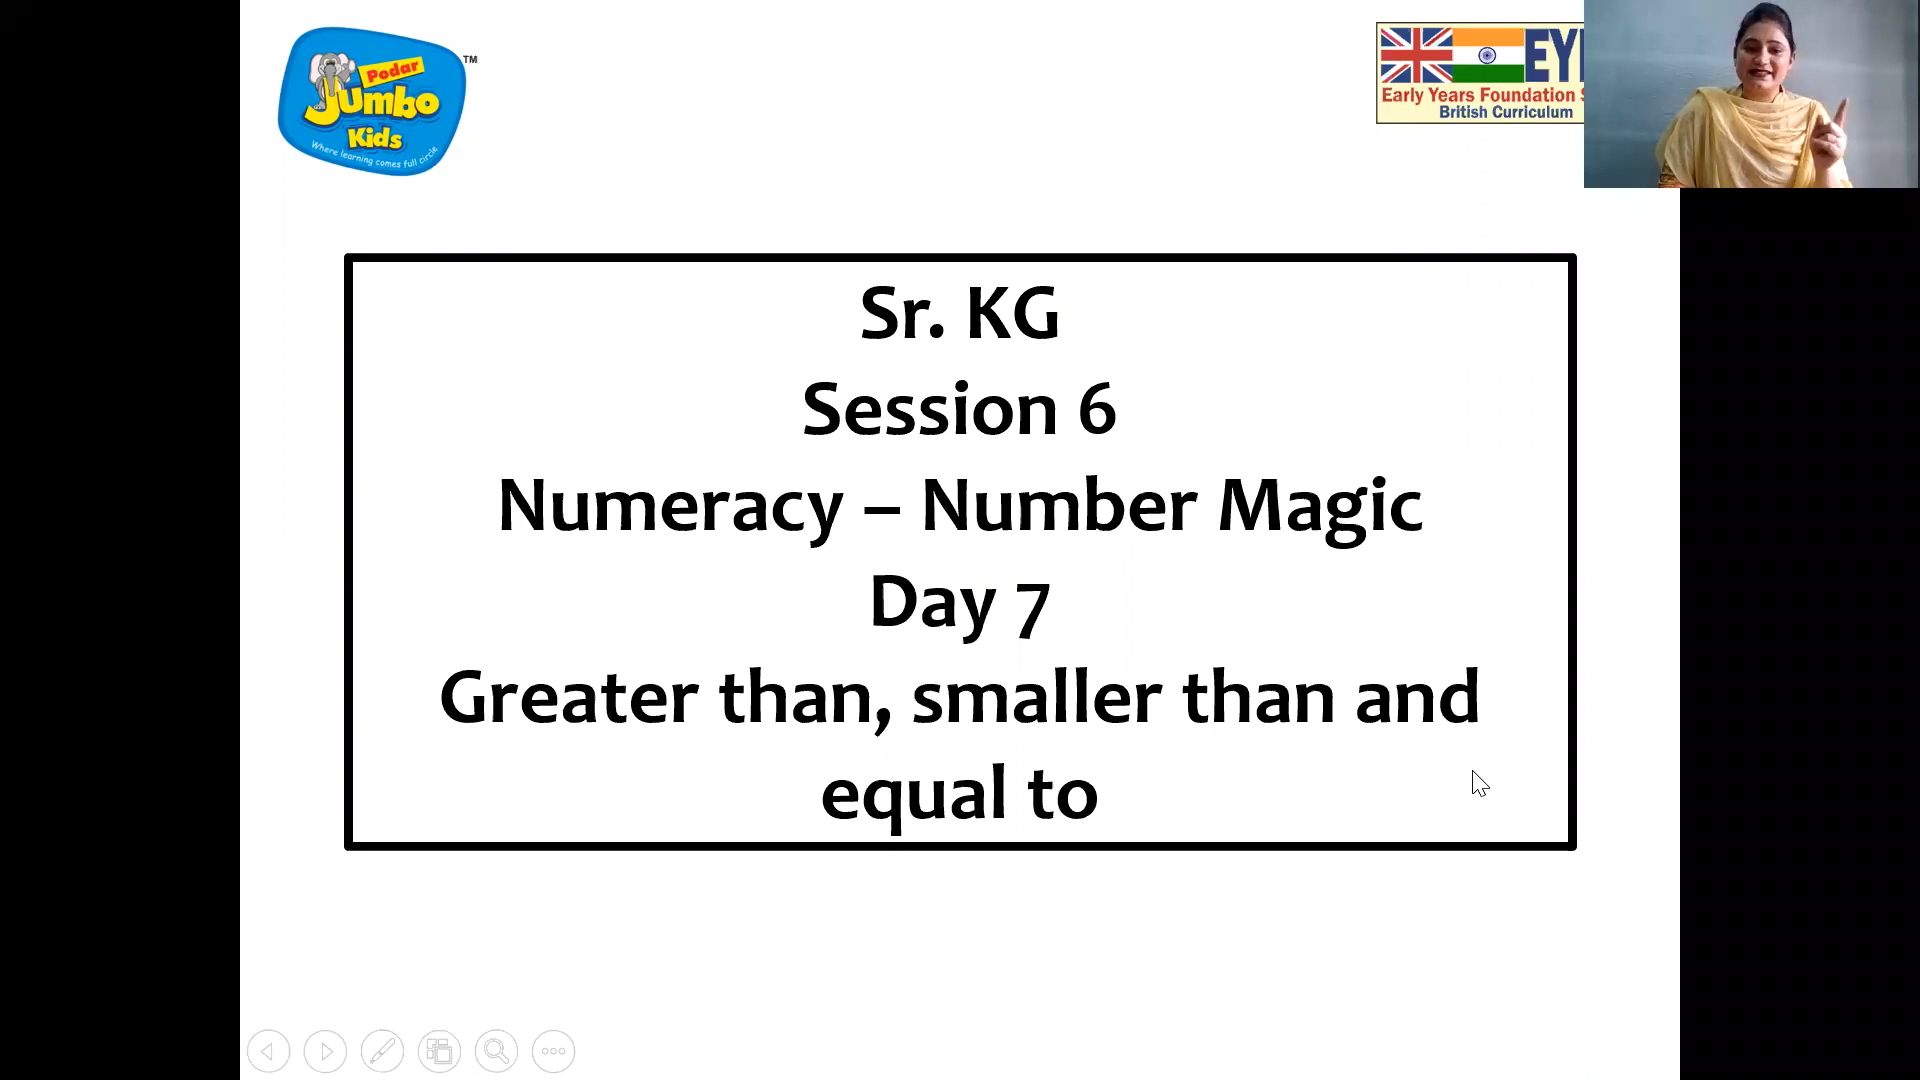 Podar
Jumbo
Kids
Where learning comes full circle
TM
Early Years Foundation
British Curriculum
Sr. KG
Session 6
Numeracy – Number Magic
Day 7
Greater than, smaller than and
equal to